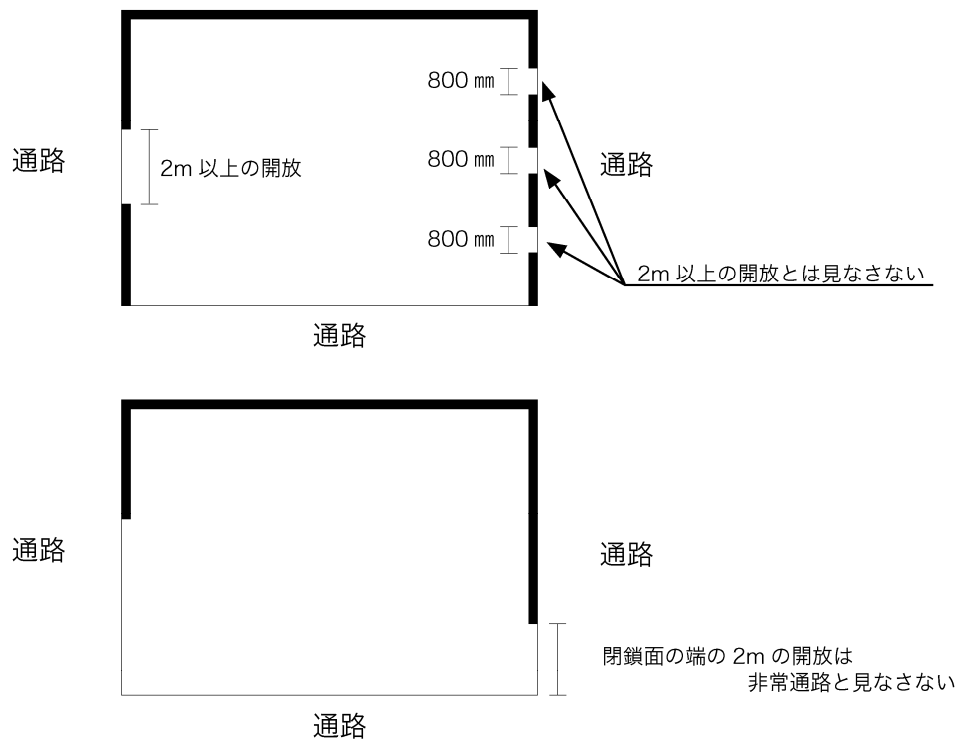 800 ㎜
通路
2m 以上の開放
800 ㎜
通路
800 ㎜
2m 以上の開放とは見なさない
通路
通路
通路
閉鎖面の端の 2m の開放は
非常通路と見なさない
通路